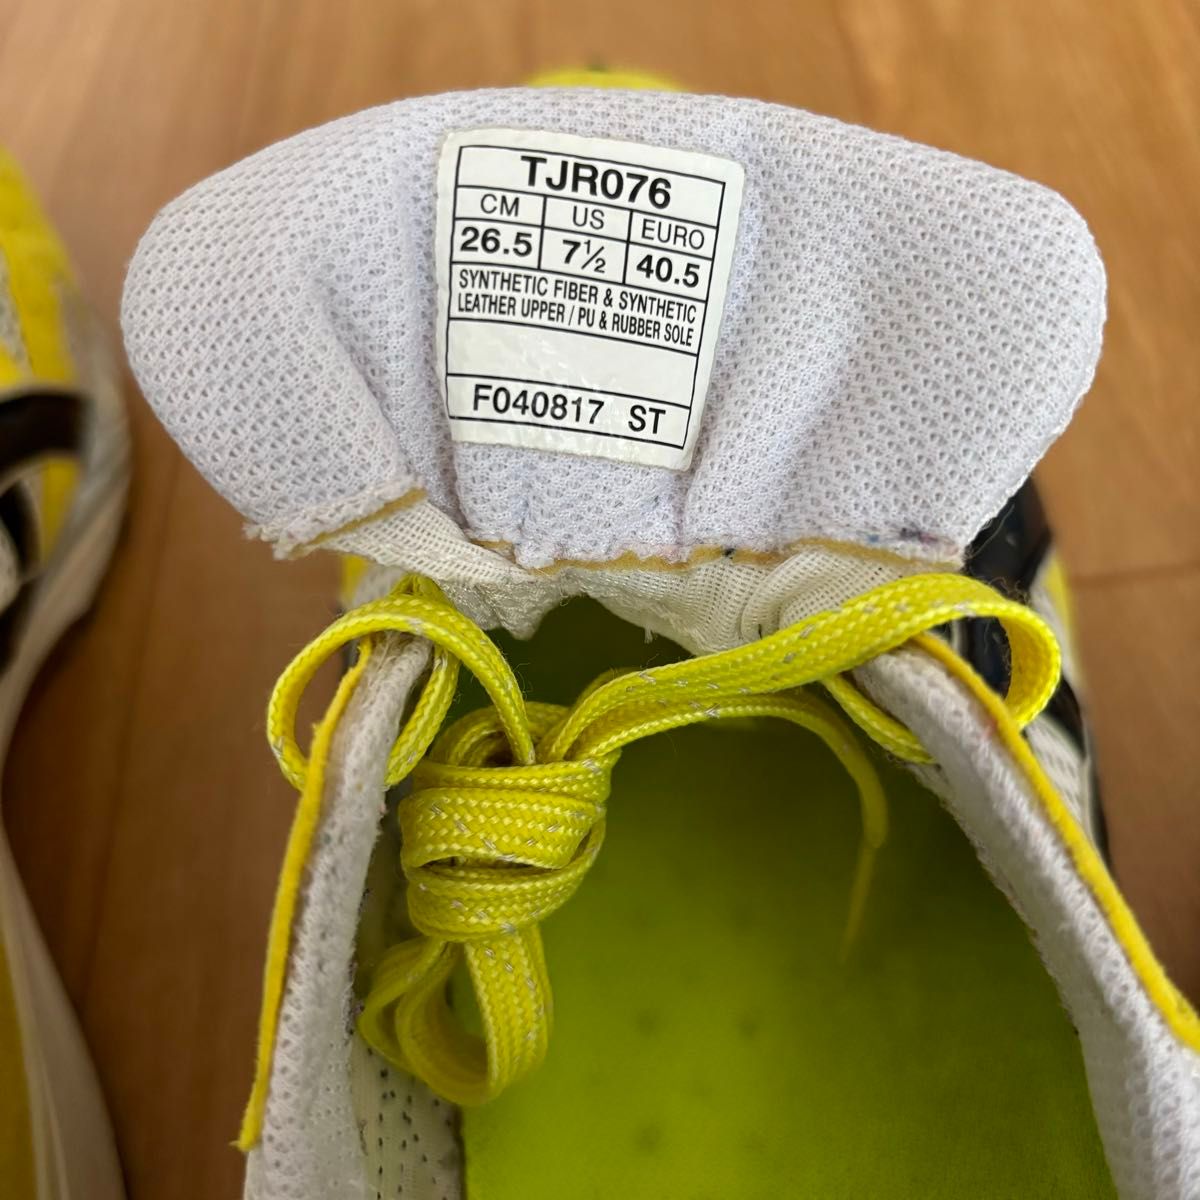 TJR076
CM US EURO
26.5 7½ 40.5
SYNTHETIC FIBER & SYNTHETIC
LEATHER UPPER / PU & RUBBER SOLE
F040817 ST